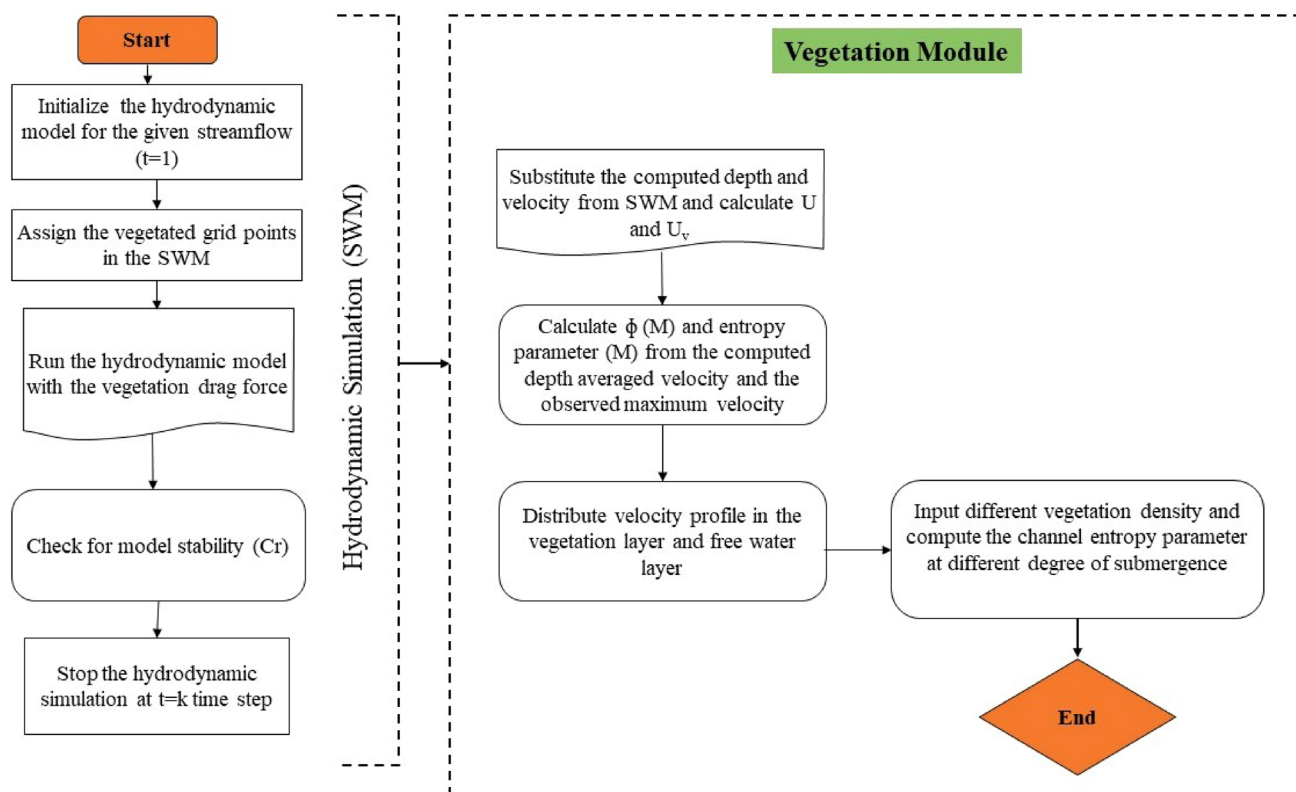 Start
Initialize the hydrodynamic
model for the given streamflow
(t=1)
Assign the vegetated grid points
in the SWM
Run the hydrodynamic model
with the vegetation drag force
Check for model stability (Cr)
Stop the hydrodynamic
simulation at t=k time step
Hydrodynamic Simulation (SWM)
Vegetation Module
Substitute the computed depth and
velocity from SWM and calculate U
and Uv
Calculate ϕ (M) and entropy
parameter (M) from the computed
depth averaged velocity and the
observed maximum velocity
Distribute velocity profile in the
vegetation layer and free water
layer
Input different vegetation density and
compute the channel entropy parameter
at different degree of submergence
End